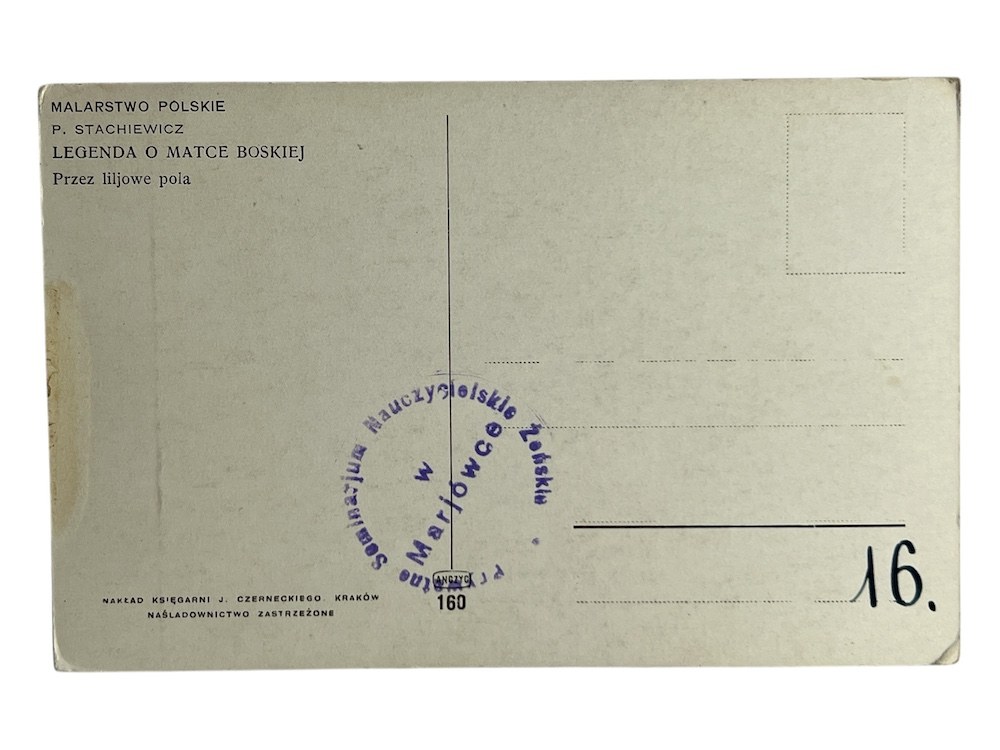 MALARSTWO POLSKIE
P. STACHIEWICZ
LEGENDA O MATCE BOSKIEJ
Przez liljowe pola
Prywatne Seminarjum Nauczycielskie Żeńskie
w
Marjówce
ANCZYC
160
NAKŁAD KSIĘGARNI J. CZERNECKIEGO. KRAKÓW
NAŚLADOWNICTWO ZASTRZEŻONE
16.